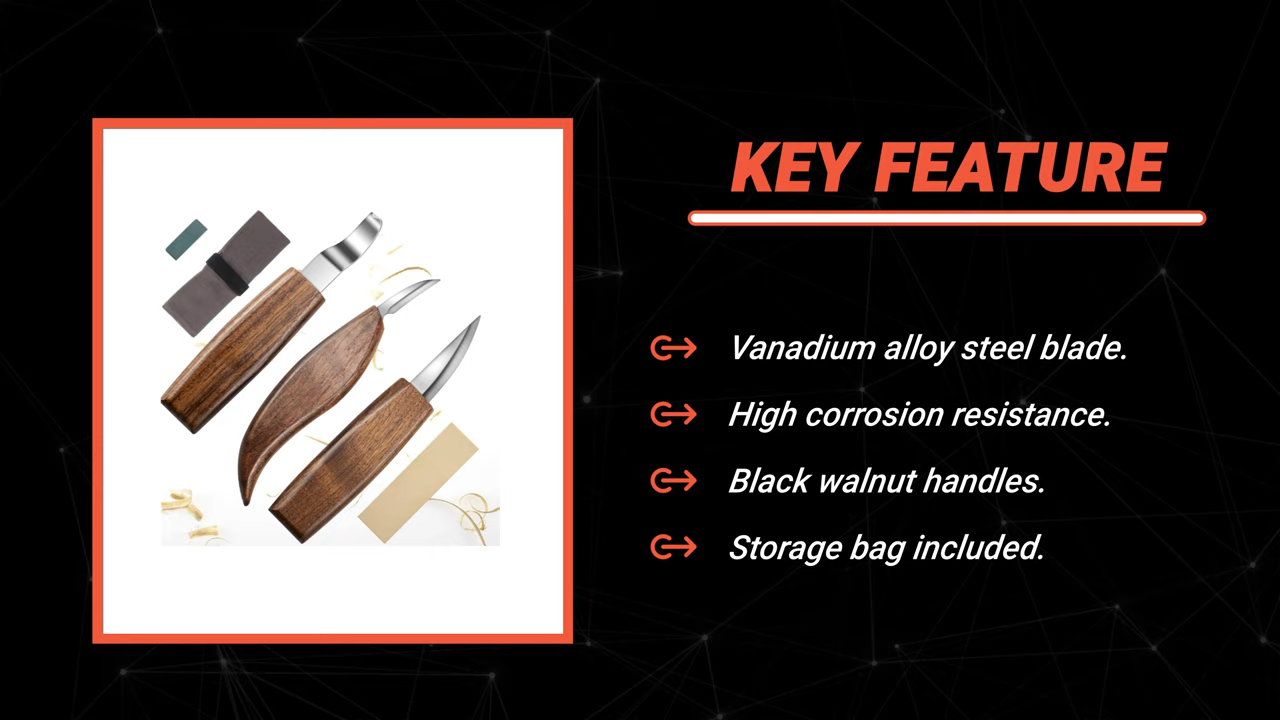 KEY FEATURE
Vanadium alloy steel blade.
High corrosion resistance.
Black walnut handles.
Storage bag included.